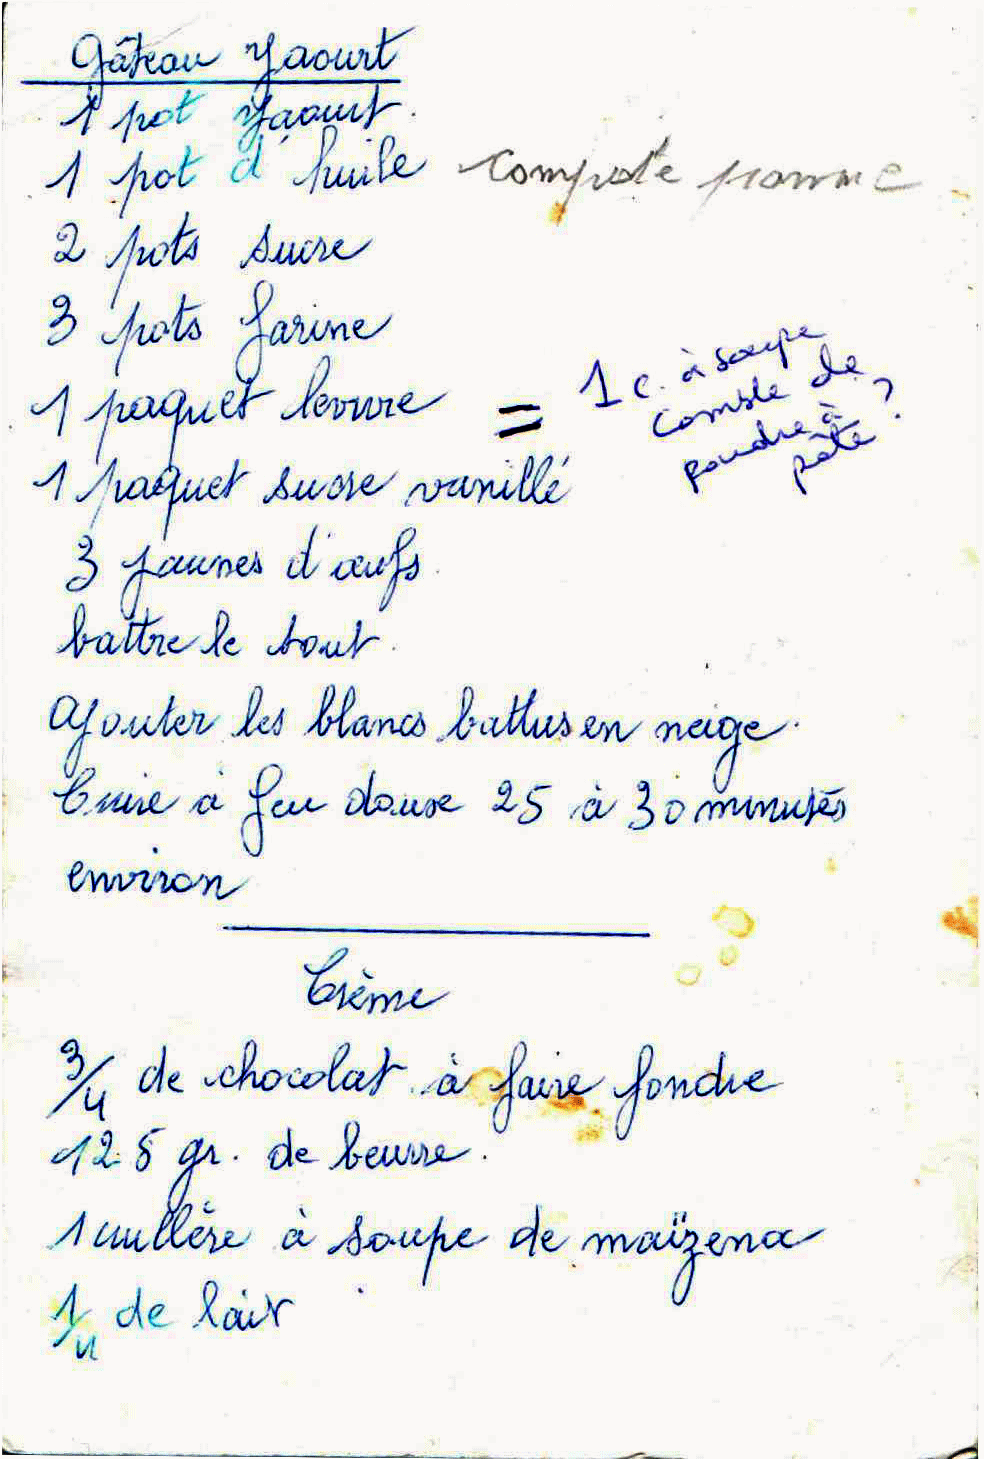 Gâteau Yaourt
1 pot Yaourt.
1 pot d'huile compote pomme
2 pots sucre
3 pots farine
1 paquet levure = 1 c. à soupe
comble de
poudre à
pâte ?
1 paquet sucre vanillé
3 jaunes d'œufs.
battre le tout.
Ajouter les blancs battus en neige.
Cuire à feu doux 25 à 30 minutes
environ
Crème
3/4 de chocolat à faire fondre
125 gr. de beurre.
1 cuillère à soupe de maïzena
1/4 de lait